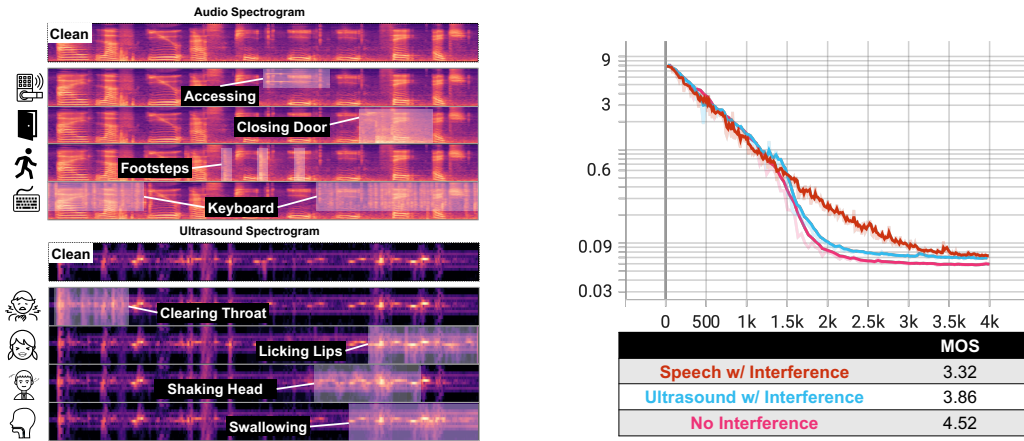 Audio Spectrogram
Clean
Accessing
Closing Door
Footsteps
Keyboard
Ultrasound Spectrogram
Clean
Clearing Throat
Licking Lips
Shaking Head
Swallowing
9
3
0.6
0.09
0.03
0 500 1k 1.5k 2k 2.5k 3k 3.5k 4k
MOS
Speech w/ Interference 3.32
Ultrasound w/ Interference 3.86
No Interference 4.52